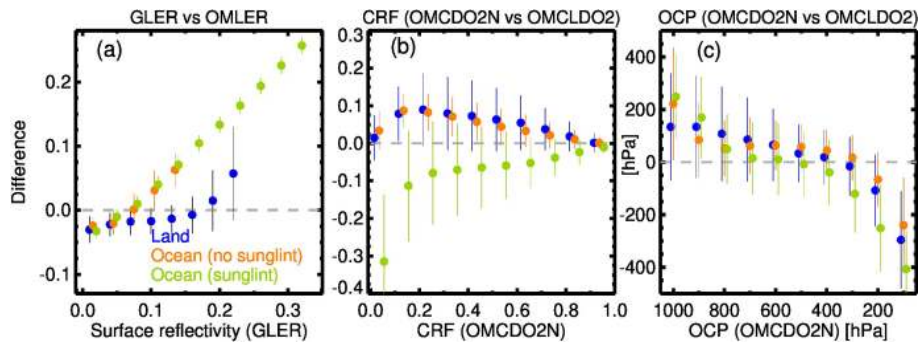 GLER vs OMLER
CRF (OMCDO2N vs OMCLDO2)
OCP (OMCDO2N vs OMCLDO2)
(a)
(b)
(c)
Difference
0.2
0.1
0.0
-0.1
Land
Ocean (no sunglint)
Ocean (sunglint)
0.0 0.1 0.2 0.3
Surface reflectivity (GLER)
0.3
0.2
0.1
0.0
-0.1
-0.2
-0.3
-0.4
0.0 0.2 0.4 0.6 0.8 1.0
CRF (OMCDO2N)
[hPa]
400
200
0
-200
-400
1000 800 600 400 200
OCP (OMCDO2N) [hPa]